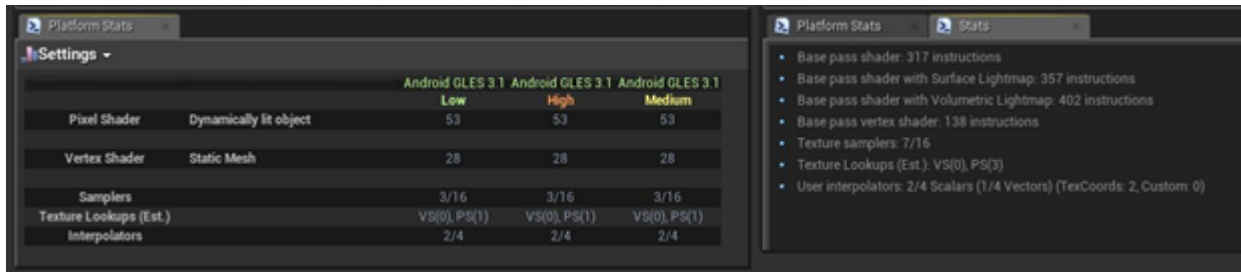 Platform Stats
Settings
Android GLES 3.1 Android GLES 3.1 Android GLES 3.1
Low High Medium
Pixel Shader Dynamically lit object 53 53 53
Vertex Shader Static Mesh 28 28 28
Samplers 3/16 3/16 3/16
Texture Lookups (Est.) VS(0), PS(1) VS(0), PS(1) VS(0), PS(1)
Interpolators 2/4 2/4 2/4
Platform Stats Stats
Base pass shader: 317 instructions
Base pass shader with Surface Lightmap: 357 instructions
Base pass shader with Volumetric Lightmap: 402 instructions
Base pass vertex shader: 138 instructions
Texture samplers: 7/16
Texture Lookups (Est.): VS(0), PS(3)
User interpolators: 2/4 Scalars (1/4 Vectors) (TexCoords: 2, Custom: 0)